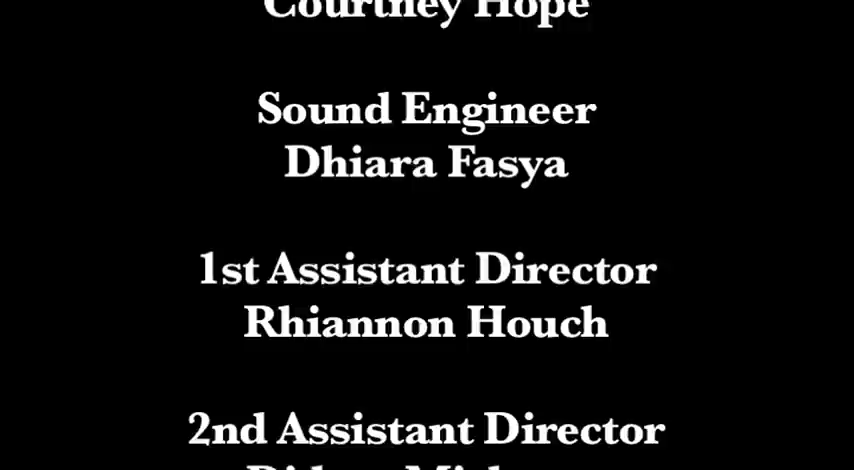 Courtney Hope
Sound Engineer
Dhiara Fasya
1st Assistant Director
Rhiannon Houch
2nd Assistant Director